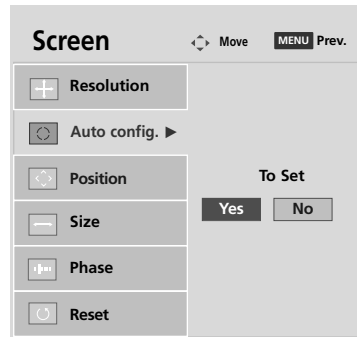 Screen Move MENU Prev.
Resolution
Auto config. ►
Position
To Set
Yes No
Size
Phase
Reset